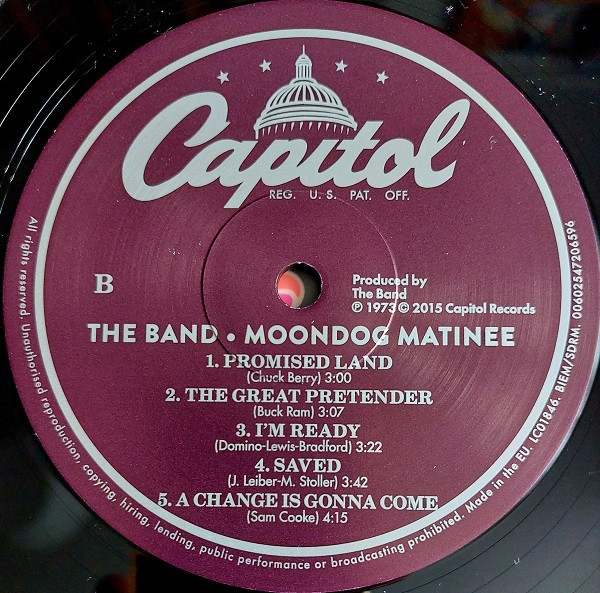 Capitol
REG. U.S. PAT. OFF.
B
Produced by
The Band
℗ 1973 © 2015 Capitol Records
THE BAND • MOONDOG MATINEE
1. PROMISED LAND
(Chuck Berry) 3:00
2. THE GREAT PRETENDER
(Buck Ram) 3:07
3. I'M READY
(Domino-Lewis-Bradford) 3:22
4. SAVED
(J. Leiber-M. Stoller) 3:42
5. A CHANGE IS GONNA COME
(Sam Cooke) 4:15
All rights reserved. Unauthorised reproduction, copying, hiring, lending, public performance or broadcasting prohibited. Made in the EU. LC01846. BIEM/SDRM. 00602547206596